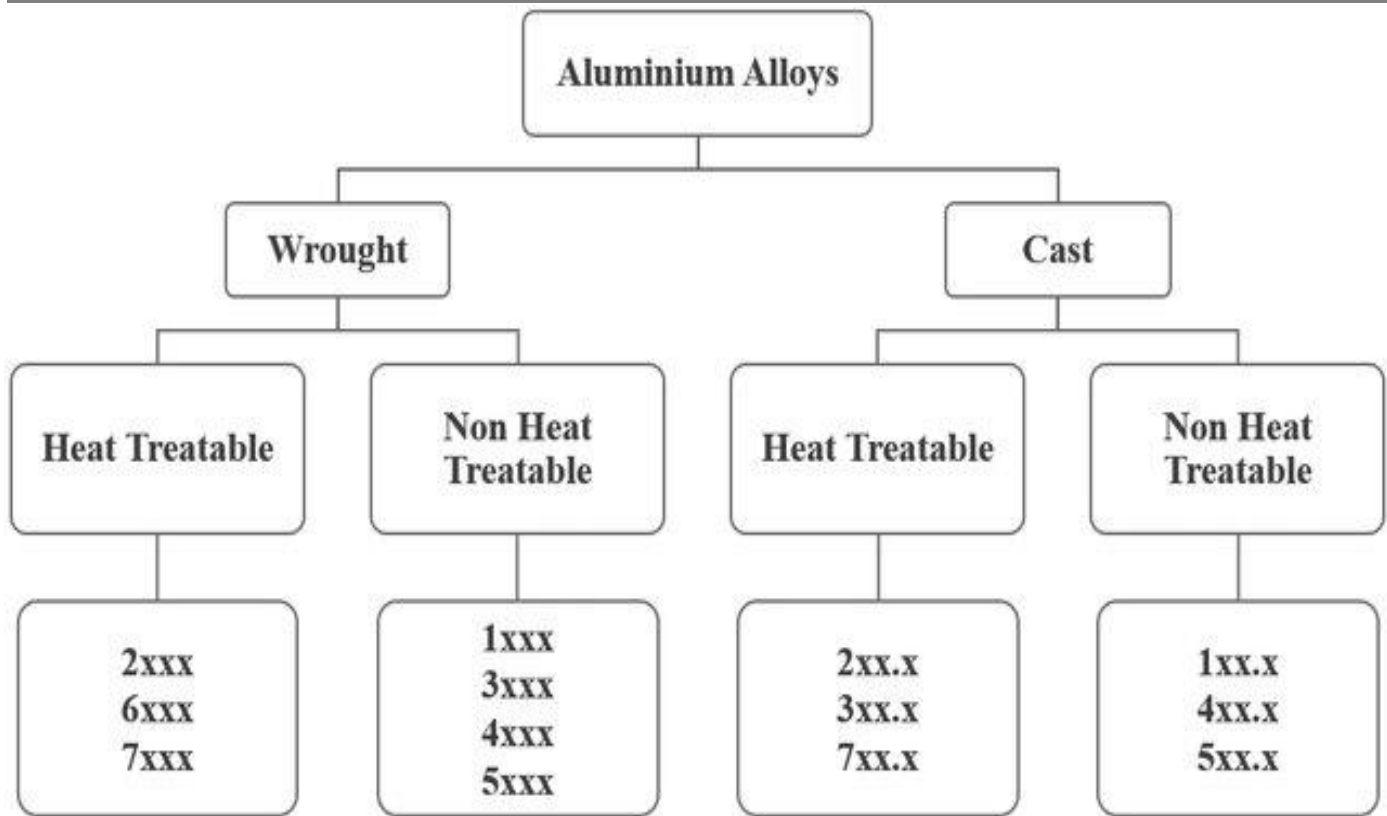 Aluminium Alloys
Wrought
Cast
Heat Treatable
Non Heat
Treatable
Heat Treatable
Non Heat
Treatable
2xxx
6xxx
7xxx
1xxx
3xxx
4xxx
5xxx
2xx.x
3xx.x
7xx.x
1xx.x
4xx.x
5xx.x